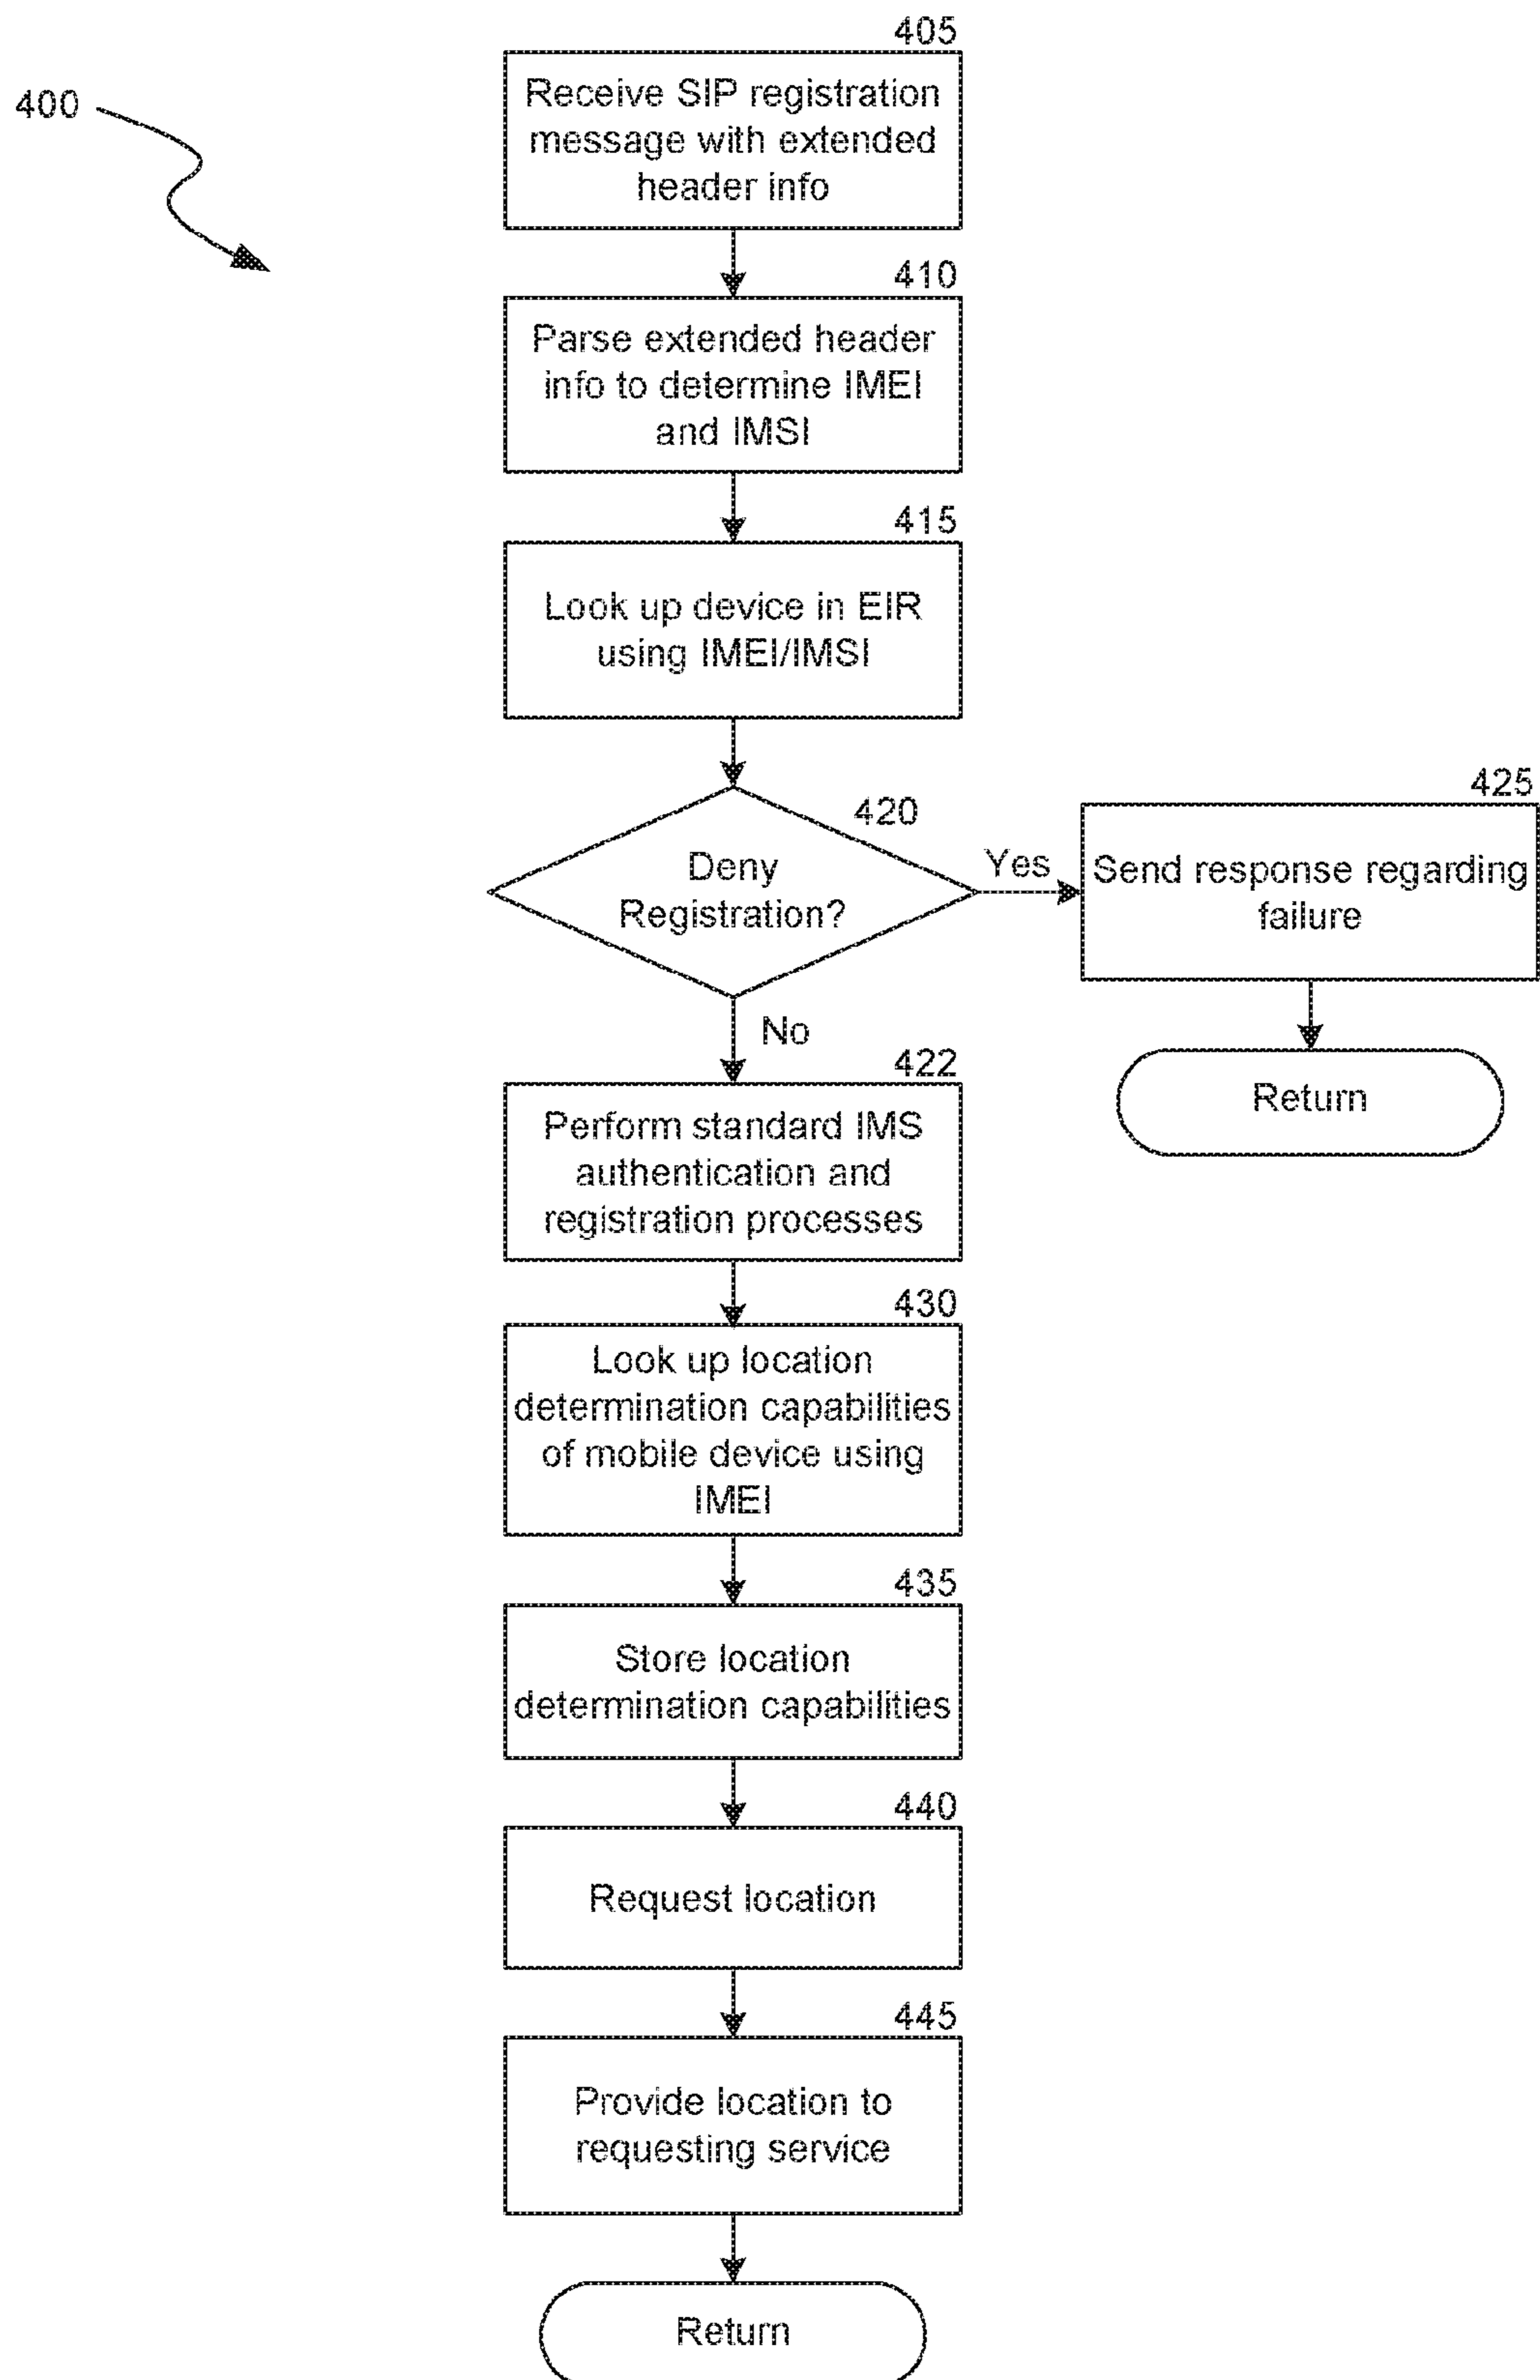 400
405
Receive SIP registration
message with extended
header info
410
Parse extended header
info to determine IMEI
and IMSI
415
Look up device in EIR
using IMEI/IMSI
420
Deny
Registration?
Yes
425
Send response regarding
failure
Return
No
422
Perform standard IMS
authentication and
registration processes
430
Look up location
determination capabilities
of mobile device using
IMEI
435
Store location
determination capabilities
440
Request location
445
Provide location to
requesting service
Return